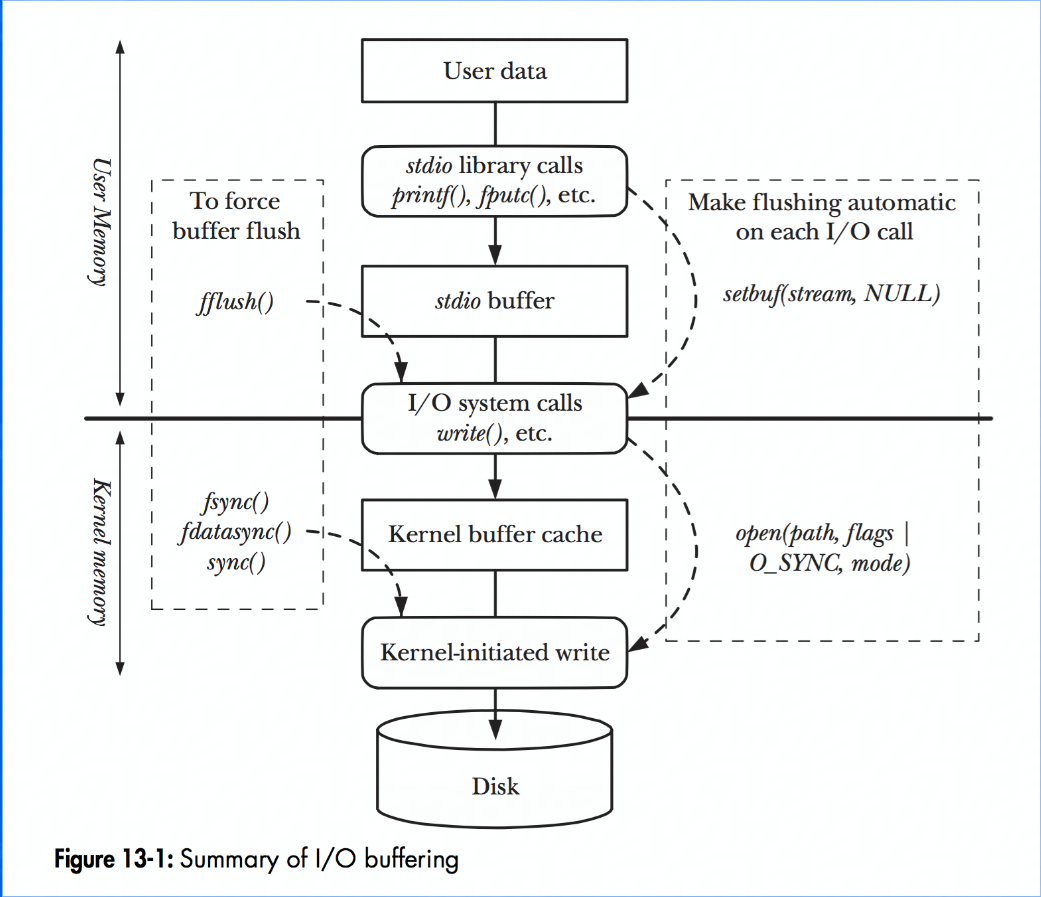 User data
User Memory
stdio library calls
printf(), fputc(), etc.
To force
buffer flush
Make flushing automatic
on each I/O call
fflush()
stdio buffer
setbuf(stream, NULL)
I/O system calls
write(), etc.
Kernel memory
fsync()
fdatasync()
sync()
Kernel buffer cache
open(path, flags |
O_SYNC, mode)
Kernel-initiated write
Disk
Figure 13-1: Summary of I/O buffering